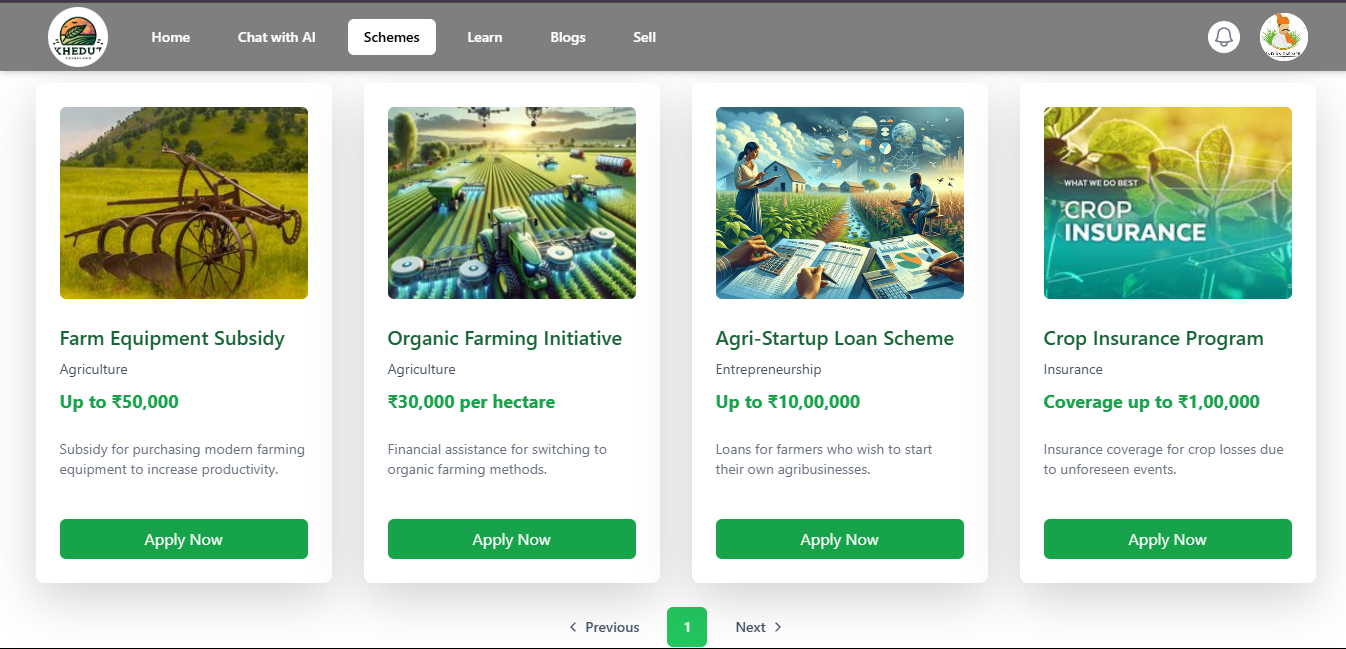 KHEDUT
Home
Chat with AI
Schemes
Learn
Blogs
Sell
WHAT WE DO BEST
CROP
INSURANCE
Farm Equipment Subsidy
Agriculture
Up to ₹50,000
Subsidy for purchasing modern farming
equipment to increase productivity.
Apply Now
Organic Farming Initiative
Agriculture
₹30,000 per hectare
Financial assistance for switching to
organic farming methods.
Apply Now
Agri-Startup Loan Scheme
Entrepreneurship
Up to ₹10,00,000
Loans for farmers who wish to start
their own agribusinesses.
Apply Now
Crop Insurance Program
Insurance
Coverage up to ₹1,00,000
Insurance coverage for crop losses due
to unforeseen events.
Apply Now
Previous
1
Next